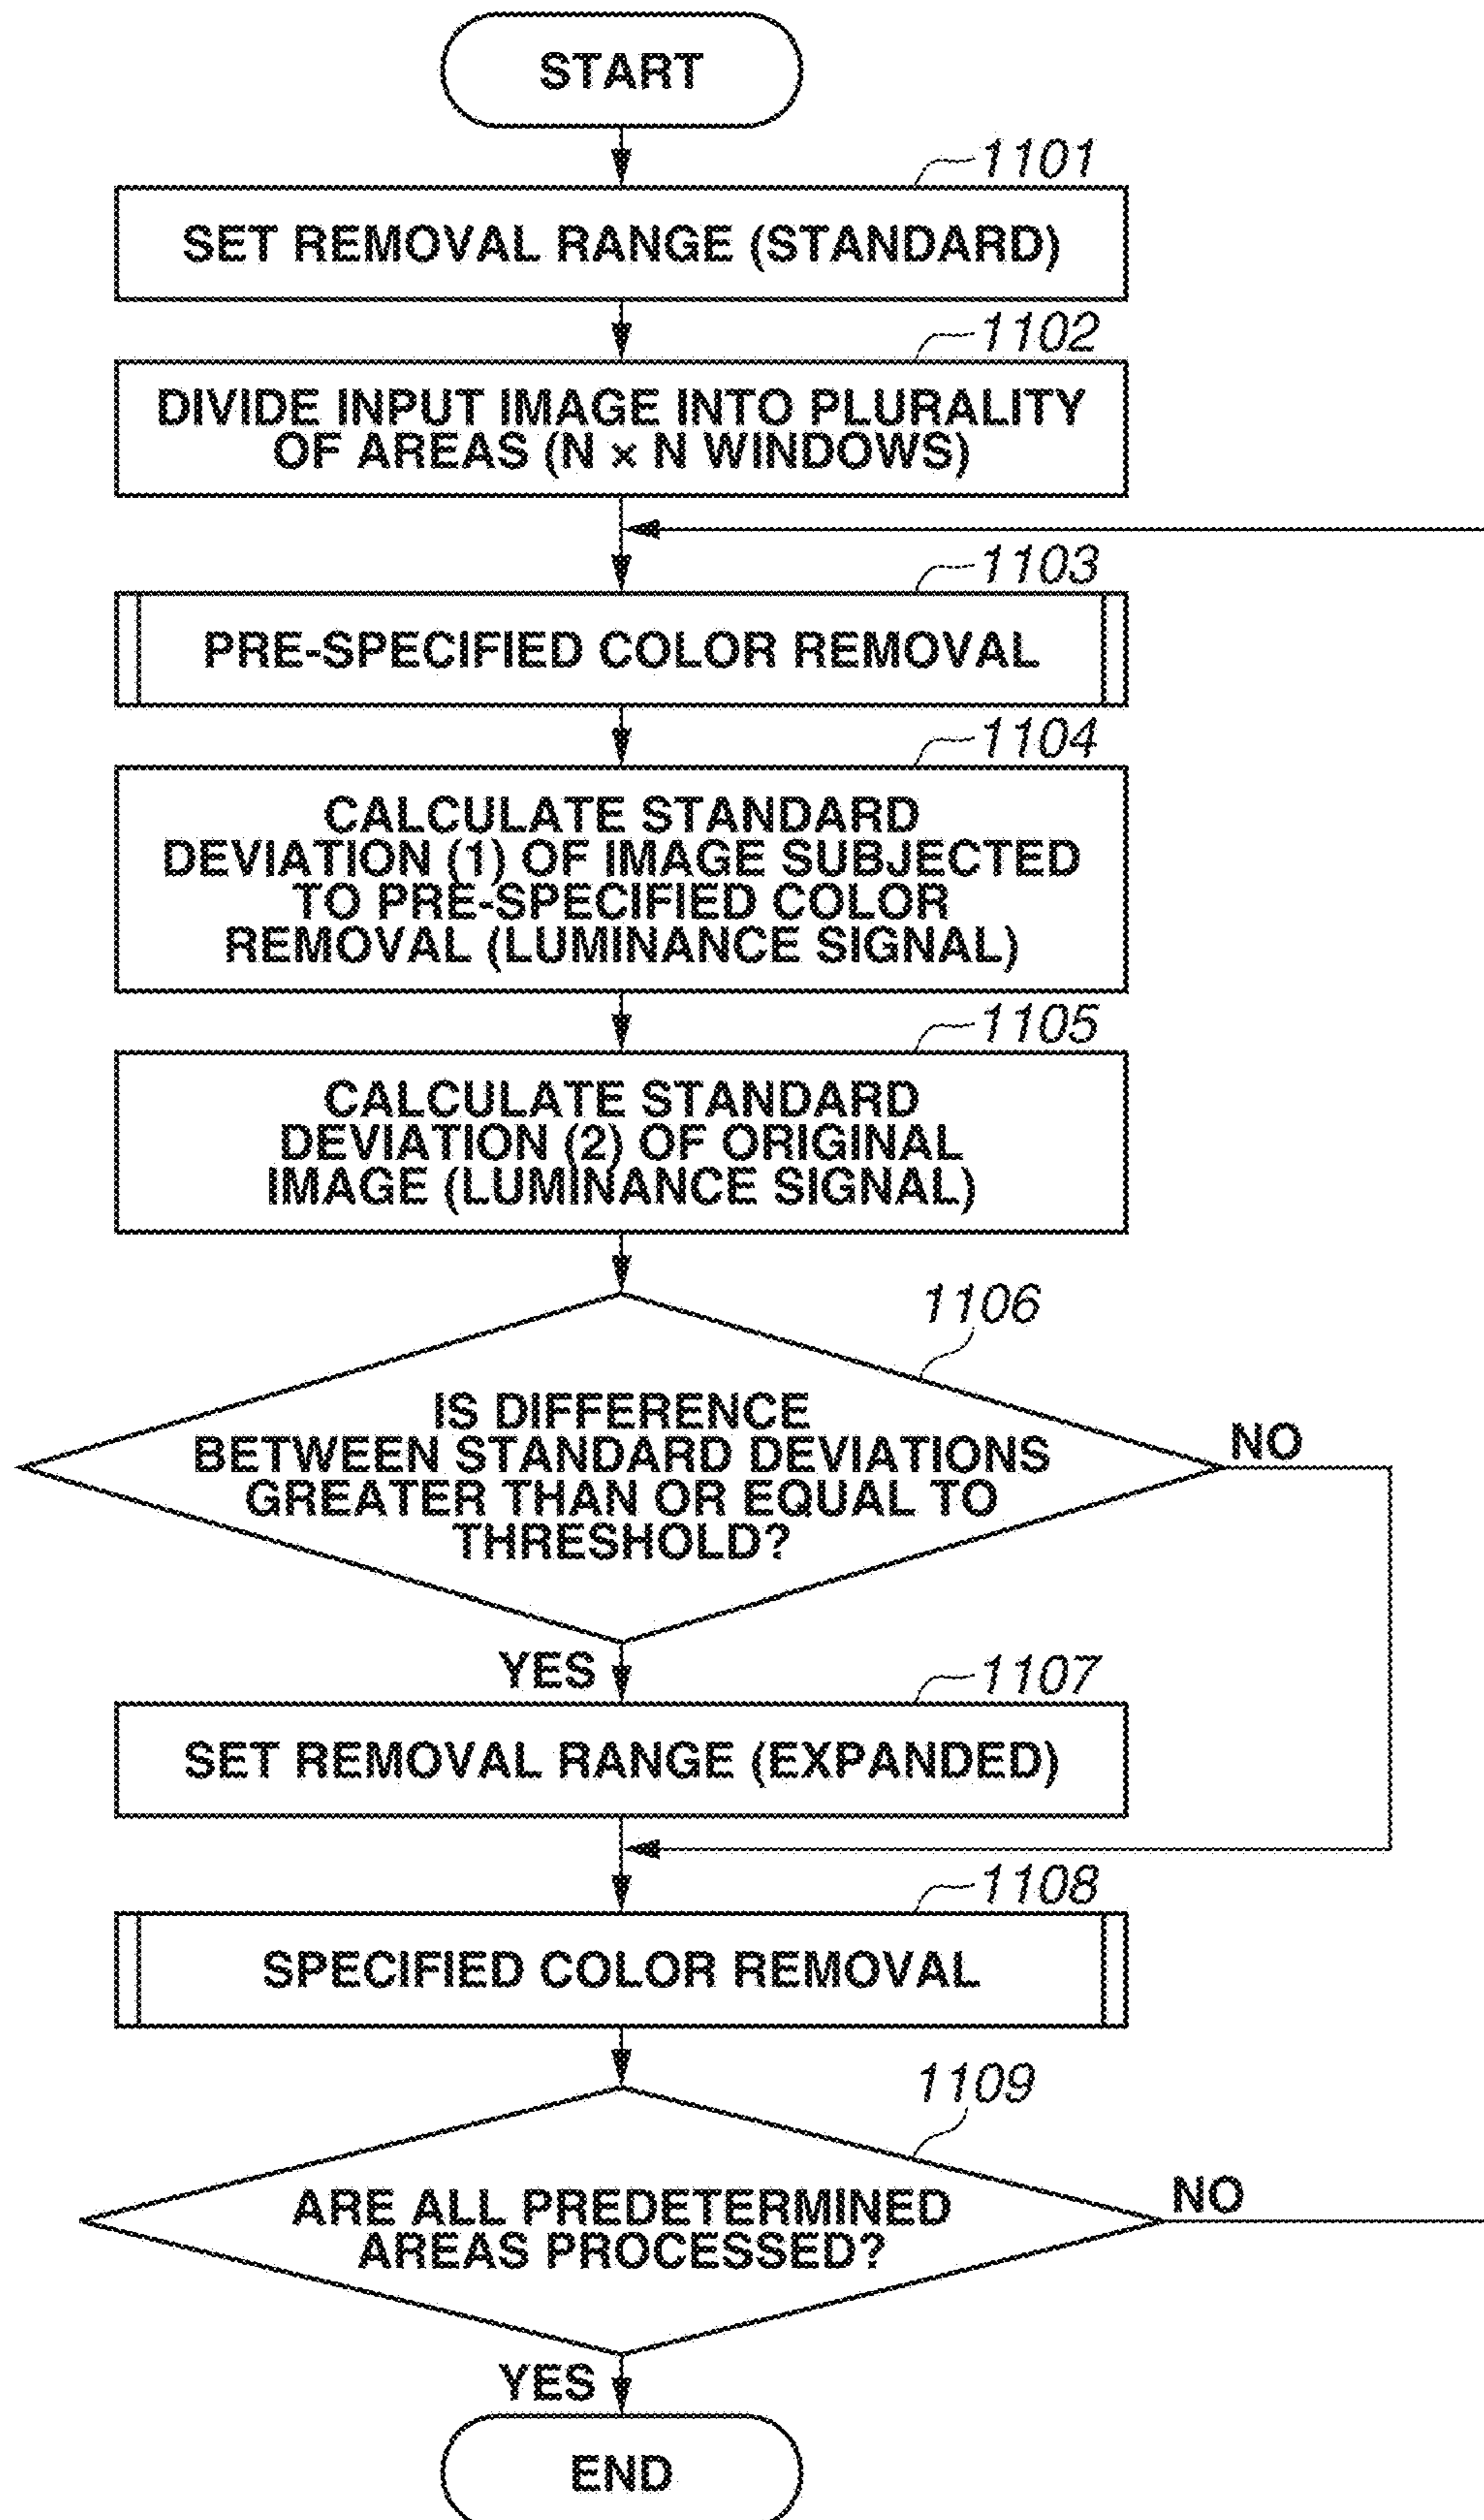 START
1101
SET REMOVAL RANGE (STANDARD)
1102
DIVIDE INPUT IMAGE INTO PLURALITY
OF AREAS (N × N WINDOWS)
1103
PRE-SPECIFIED COLOR REMOVAL
1104
CALCULATE STANDARD
DEVIATION (1) OF IMAGE SUBJECTED
TO PRE-SPECIFIED COLOR
REMOVAL (LUMINANCE SIGNAL)
1105
CALCULATE STANDARD
DEVIATION (2) OF ORIGINAL
IMAGE (LUMINANCE SIGNAL)
1106
IS DIFFERENCE
BETWEEN STANDARD DEVIATIONS
GREATER THAN OR EQUAL TO
THRESHOLD?
NO
YES
1107
SET REMOVAL RANGE (EXPANDED)
1108
SPECIFIED COLOR REMOVAL
1109
ARE ALL PREDETERMINED
AREAS PROCESSED?
NO
YES
END